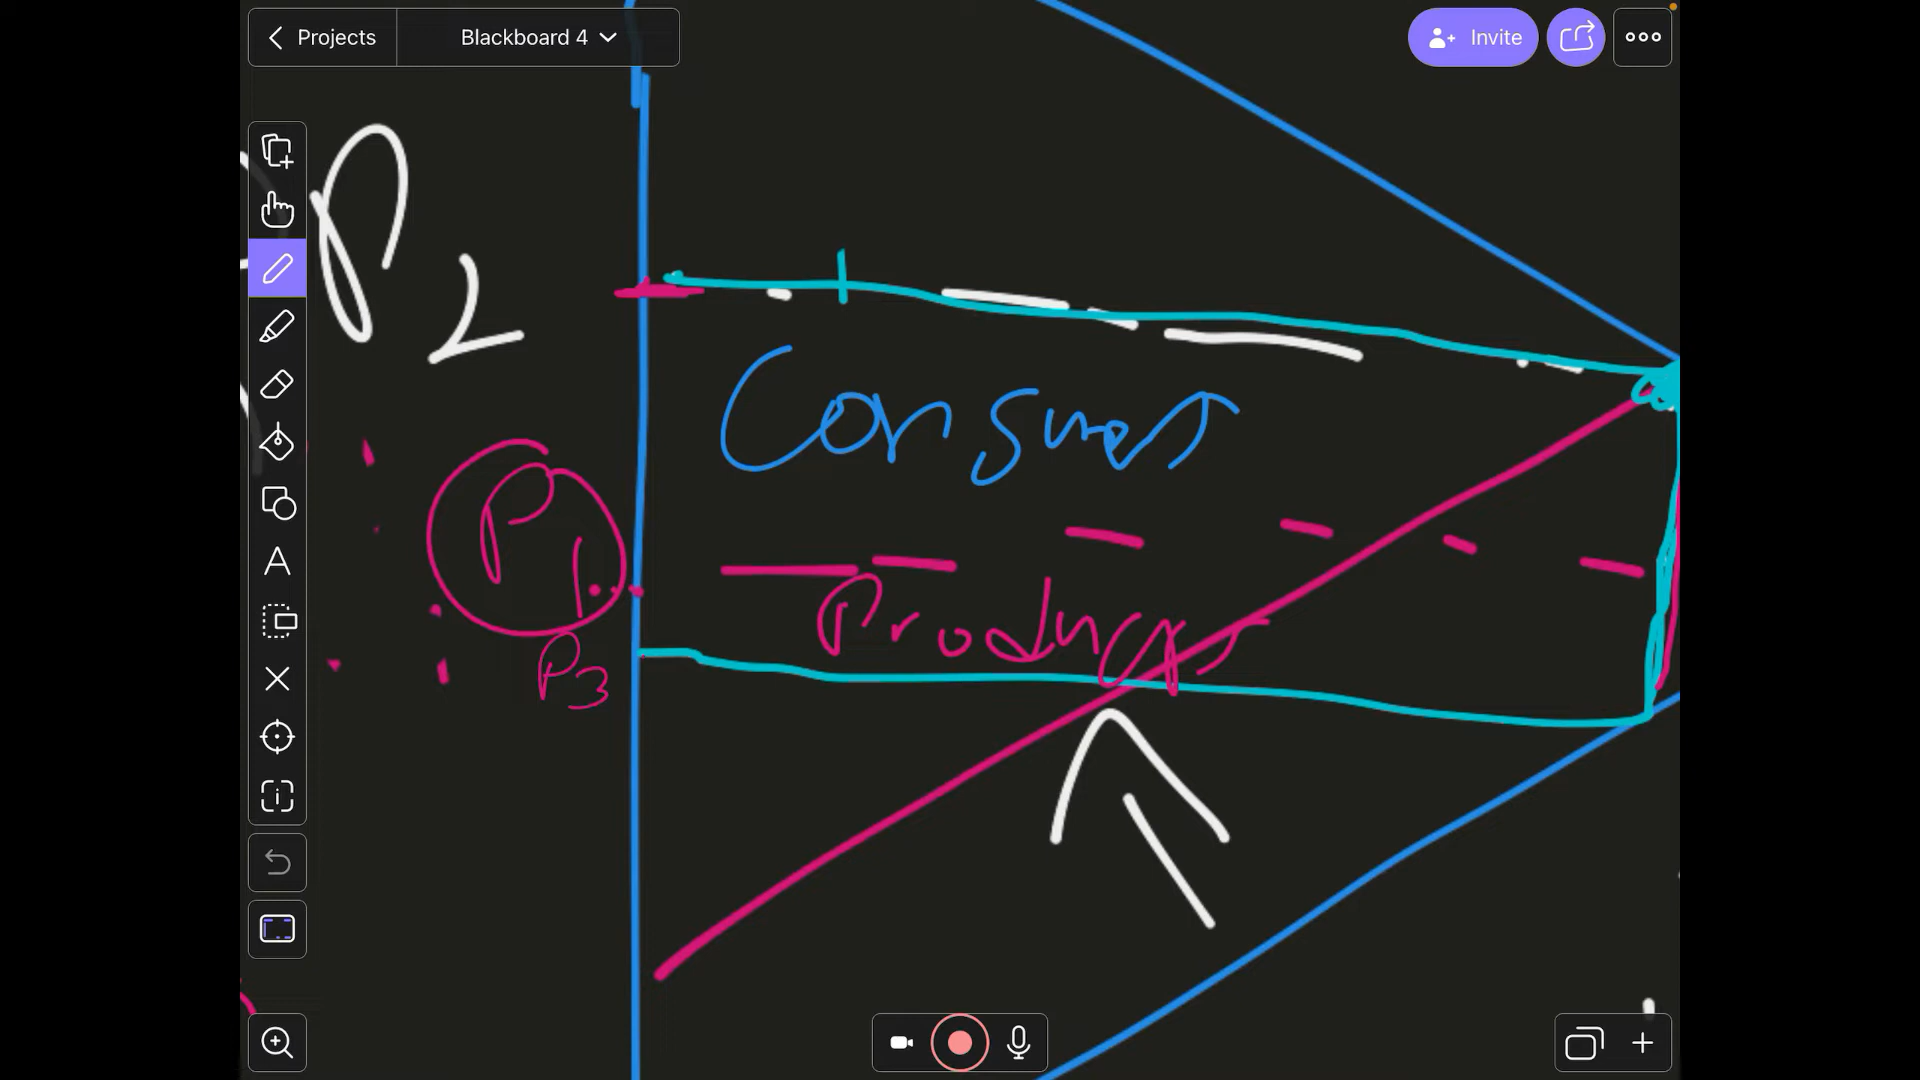 Projects
Blackboard 4
Invite
P2
Consumer
P1
Producer
P3
A